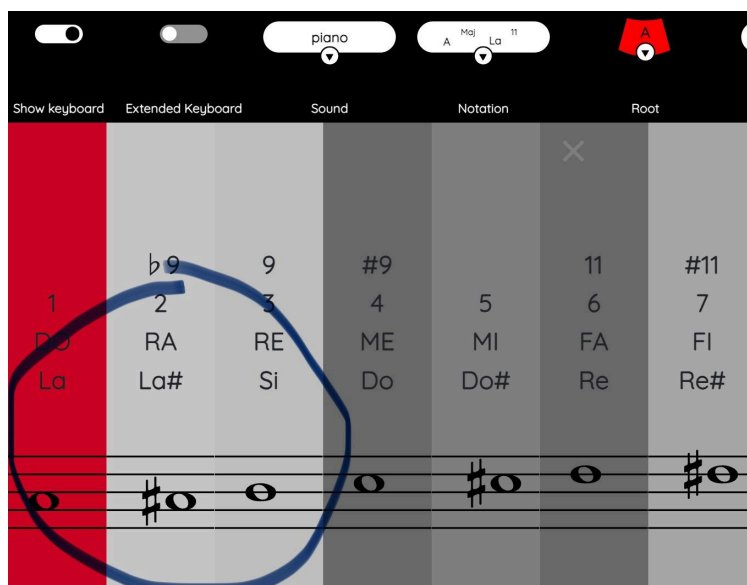 piano
A Maj La 11
A
Show keyboard Extended Keyboard Sound Notation Root
♭9 9 #9 11 #11
1 2 3 4 5 6 7
DO RA RE ME MI FA FI
La La# Si Do Do# Re Re#